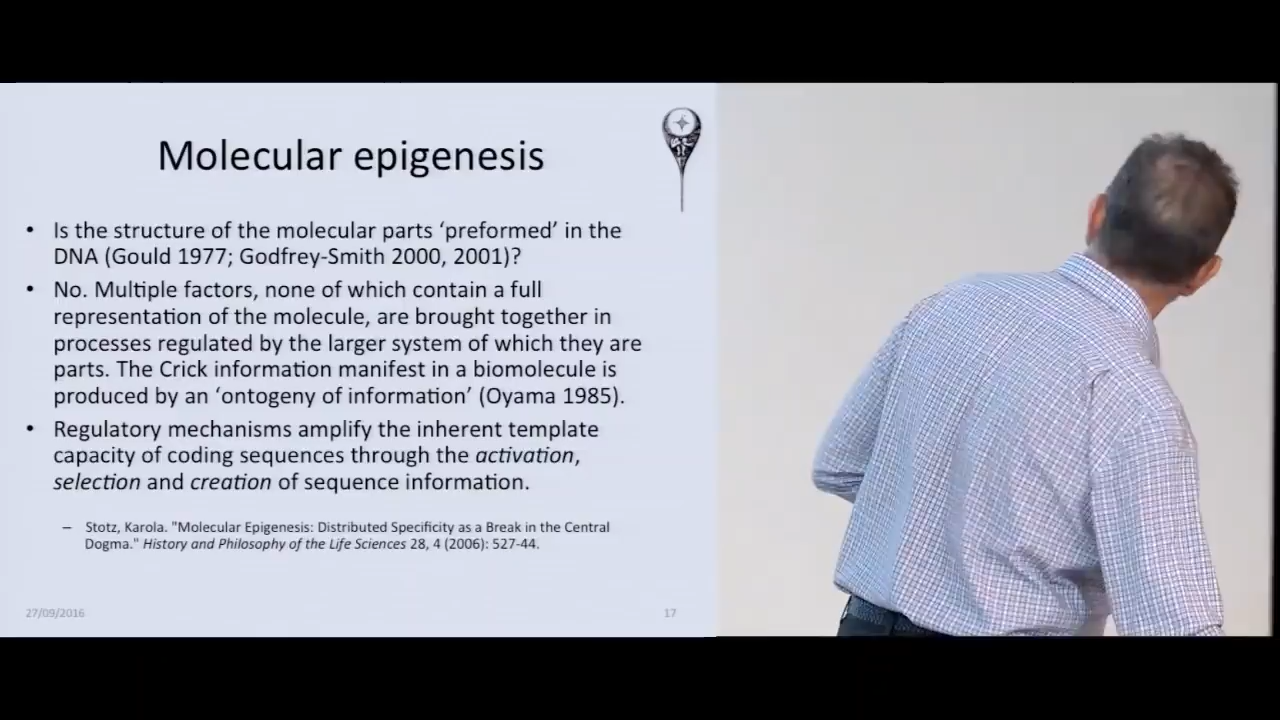 Molecular epigenesis
• Is the structure of the molecular parts ‘preformed’ in the
DNA (Gould 1977; Godfrey-Smith 2000, 2001)?
• No. Multiple factors, none of which contain a full
representation of the molecule, are brought together in
processes regulated by the larger system of which they are
parts. The Crick information manifest in a biomolecule is
produced by an ‘ontogeny of information’ (Oyama 1985).
• Regulatory mechanisms amplify the inherent template
capacity of coding sequences through the activation,
selection and creation of sequence information.
– Stotz, Karola. "Molecular Epigenesis: Distributed Specificity as a Break in the Central
Dogma." History and Philosophy of the Life Sciences 28, 4 (2006): 527-44.
27/09/2016
17